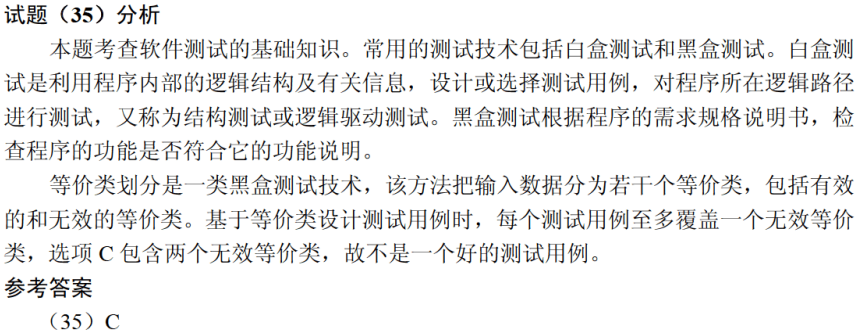 试题（35）分析
本题考查软件测试的基础知识。常用的测试技术包括白盒测试和黑盒测试。白盒测
试是利用程序内部的逻辑结构及有关信息，设计或选择测试用例，对程序所在逻辑路径
进行测试，又称为结构测试或逻辑驱动测试。黑盒测试根据程序的需求规格说明书，检
查程序的功能是否符合它的功能说明。
等价类划分是一类黑盒测试技术，该方法把输入数据分为若干个等价类，包括有效
的和无效的等价类。基于等价类设计测试用例时，每个测试用例至多覆盖一个无效等价
类，选项 C 包含两个无效等价类，故不是一个好的测试用例。
参考答案
（35）C